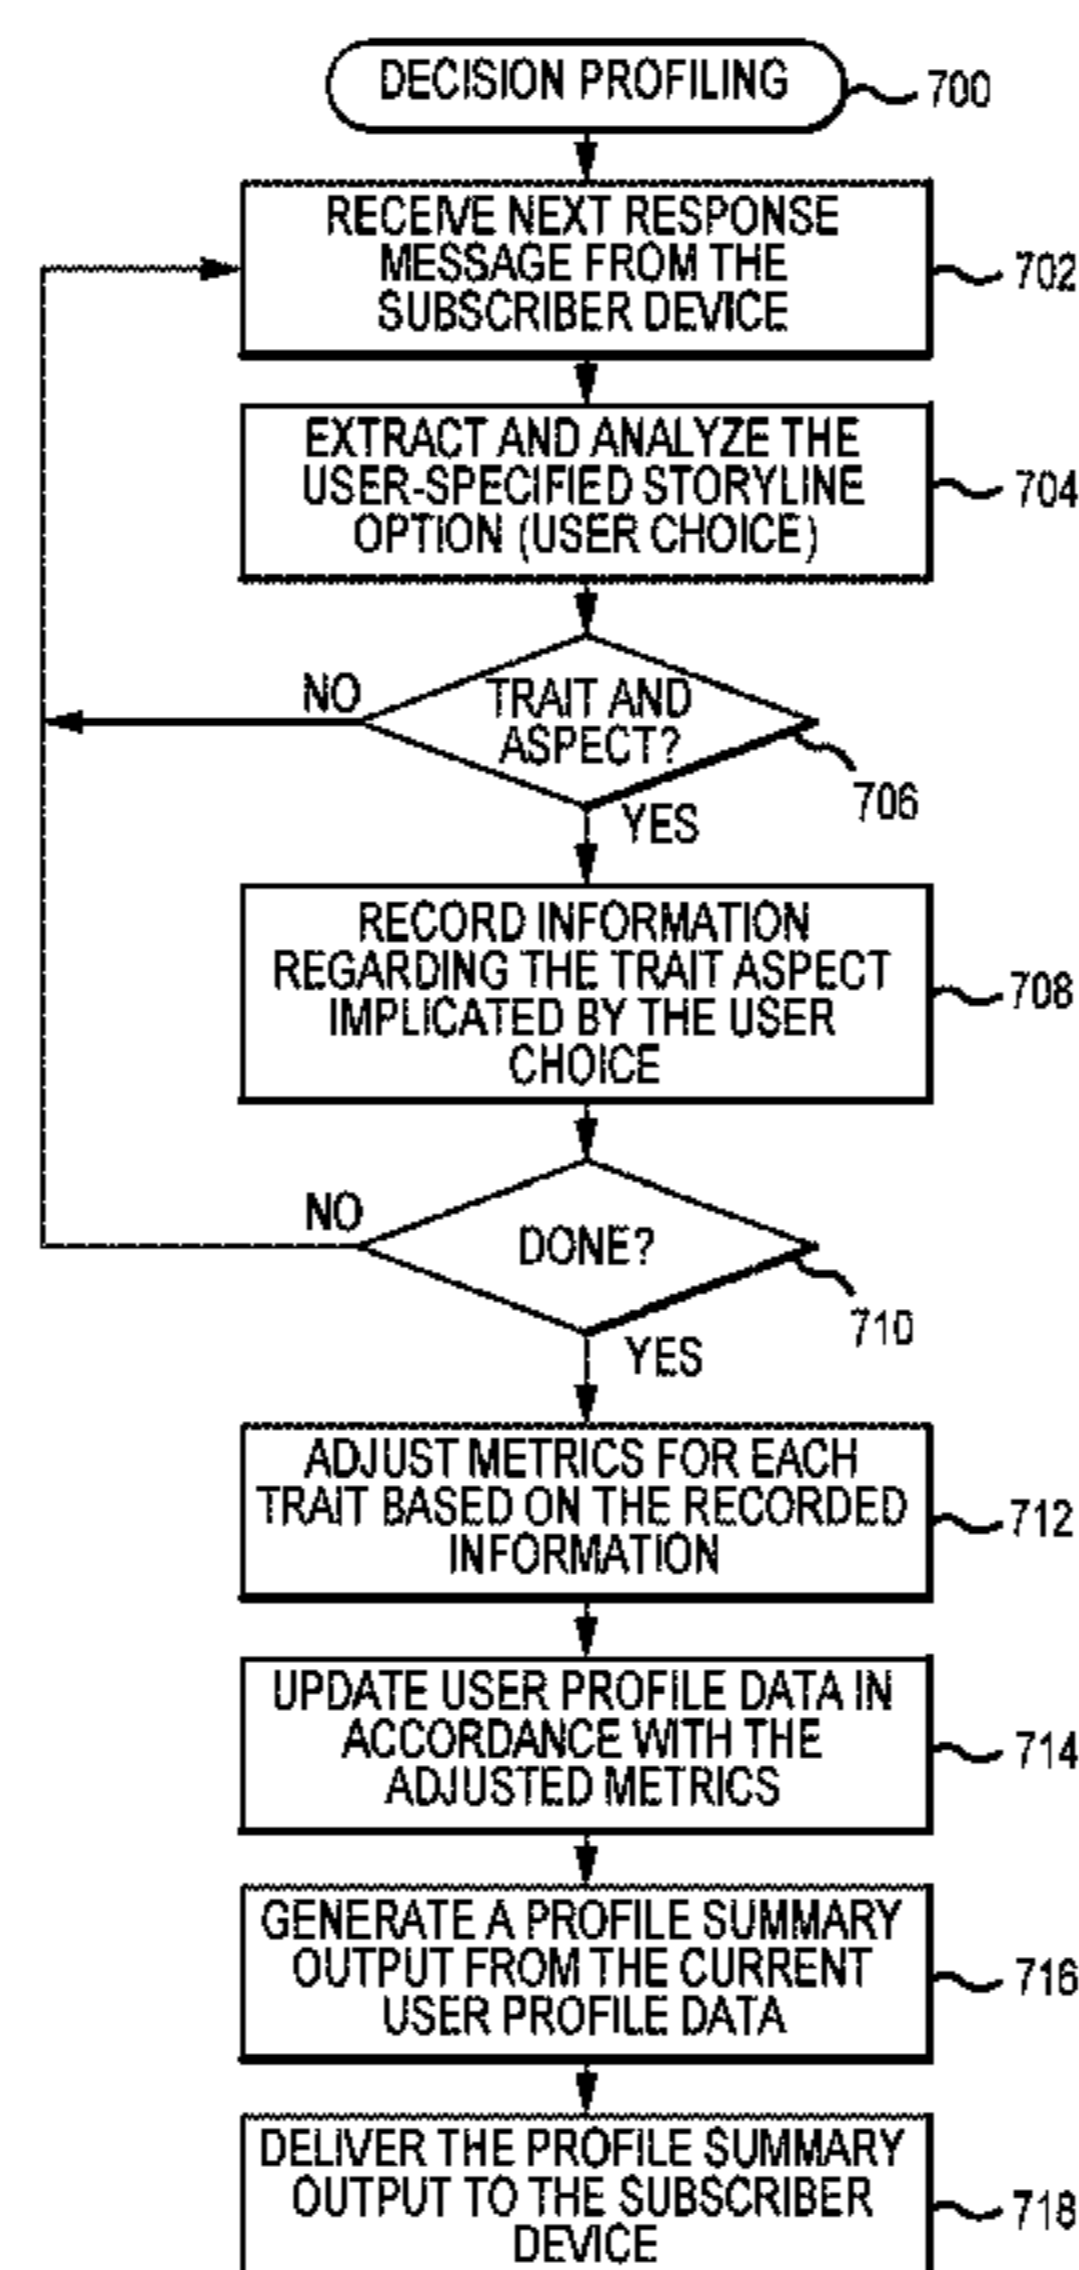 DECISION PROFILING
700
RECEIVE NEXT RESPONSE
MESSAGE FROM THE
SUBSCRIBER DEVICE
702
EXTRACT AND ANALYZE THE
USER-SPECIFIED STORYLINE
OPTION (USER CHOICE)
704
NO
TRAIT AND
ASPECT?
706
YES
RECORD INFORMATION
REGARDING THE TRAIT ASPECT
IMPLICATED BY THE USER
CHOICE
708
NO
DONE?
710
YES
ADJUST METRICS FOR EACH
TRAIT BASED ON THE RECORDED
INFORMATION
712
UPDATE USER PROFILE DATA IN
ACCORDANCE WITH THE
ADJUSTED METRICS
714
GENERATE A PROFILE SUMMARY
OUTPUT FROM THE CURRENT
USER PROFILE DATA
716
DELIVER THE PROFILE SUMMARY
OUTPUT TO THE SUBSCRIBER
DEVICE
718